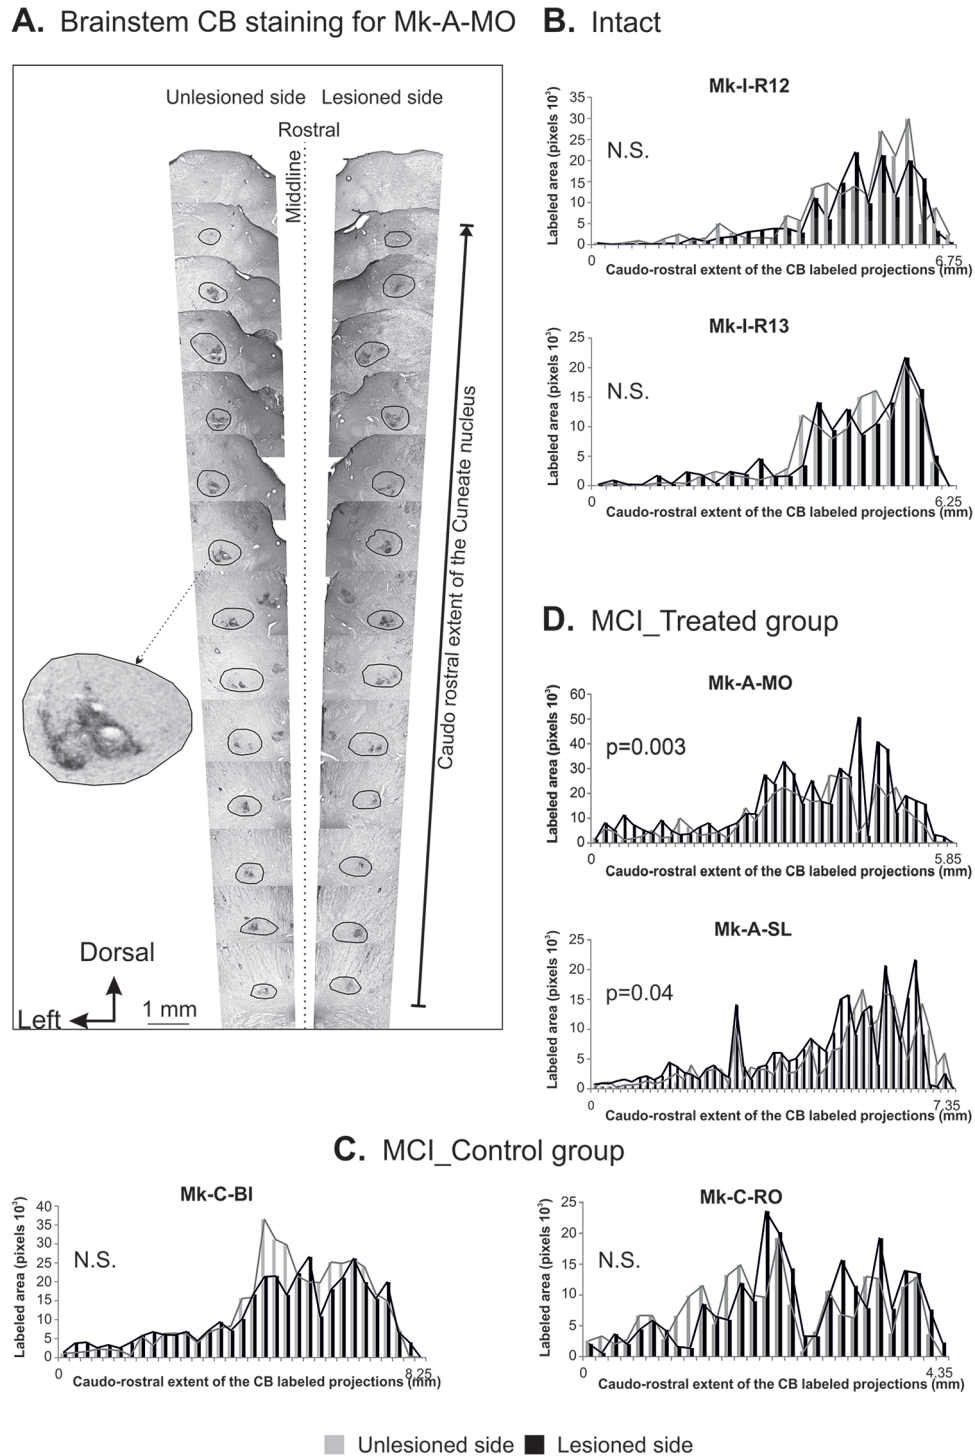 A. Brainstem CB staining for Mk-A-MO
Unlesioned side Lesioned side
Rostral
Middline
Caudo rostral extent of the Cuneate nucleus
Dorsal
Left
1 mm
B. Intact
Mk-I-R12
Labeled area (pixels 10³)
35
30
25
20
15
10
5
0
N.S.
0
6.75
Caudo-rostral extent of the CB labeled projections (mm)
Mk-I-R13
Labeled area (pixels 10³)
25
20
15
10
5
0
N.S.
0
6.25
Caudo-rostral extent of the CB labeled projections (mm)
D. MCI_Treated group
Mk-A-MO
Labeled area (pixels 10³)
60
50
40
30
20
10
0
p=0.003
0
5.85
Caudo-rostral extent of the CB labeled projections (mm)
Mk-A-SL
Labeled area (pixels 10³)
25
20
15
10
5
0
p=0.04
0
7.35
Caudo-rostral extent of the CB labeled projections (mm)
C. MCI_Control group
Mk-C-BI
Labeled area (pixels 10³)
40
35
30
25
20
15
10
5
0
N.S.
0
8.25
Caudo-rostral extent of the CB labeled projections (mm)
Mk-C-RO
Labeled area (pixels 10³)
25
20
15
10
5
0
N.S.
0
4.35
Caudo-rostral extent of the CB labeled projections (mm)
Unlesioned side Lesioned side